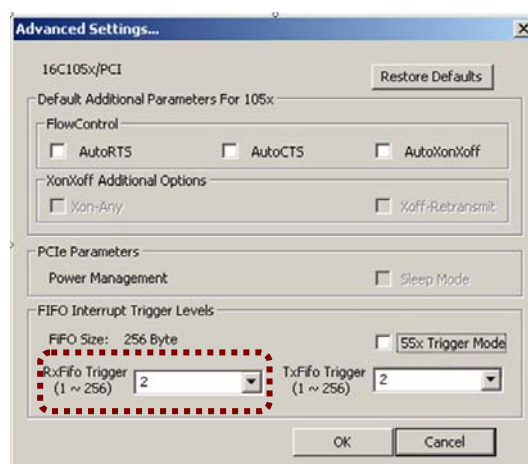 Advanced Settings...
16C105x/PCI
Restore Defaults
Default Additional Parameters For 105x
FlowControl
AutoRTS
AutoCTS
AutoXonXoff
XonXoff Additional Options
Xon-Any
Xoff-Retransmit
PCIe Parameters
Power Management
Sleep Mode
FIFO Interrupt Trigger Levels
FiFO Size: 256 Byte
55x Trigger Mode
RxFifo Trigger
(1 ~ 256)
2
TxFifo Trigger
(1 ~ 256)
2
OK
Cancel